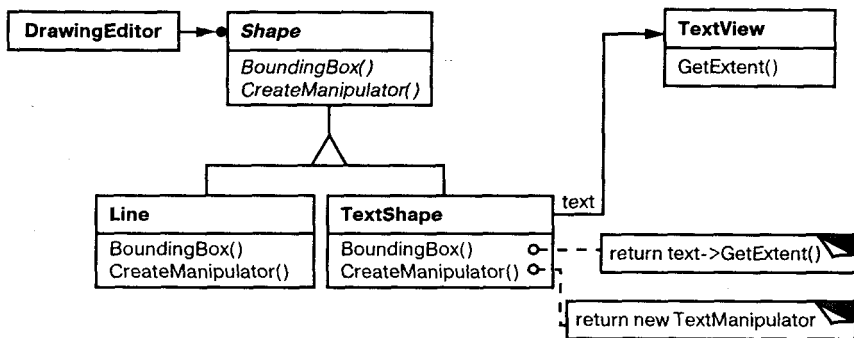 DrawingEditor
Shape
BoundingBox()
CreateManipulator()
TextView
GetExtent()
Line
BoundingBox()
CreateManipulator()
TextShape
BoundingBox()
CreateManipulator()
text
return text->GetExtent()
return new TextManipulator